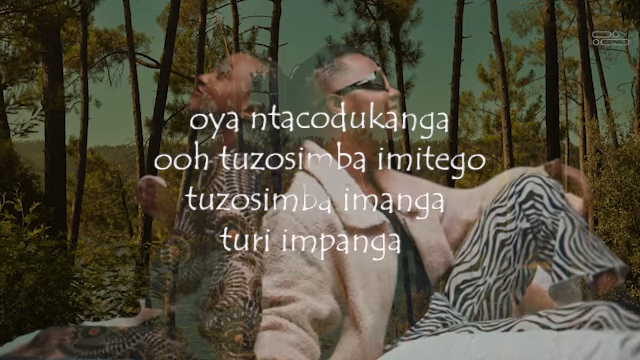 oya ntacodukanga
ooh tuzosimba imitego
tuzosimba imanga
turi impanga